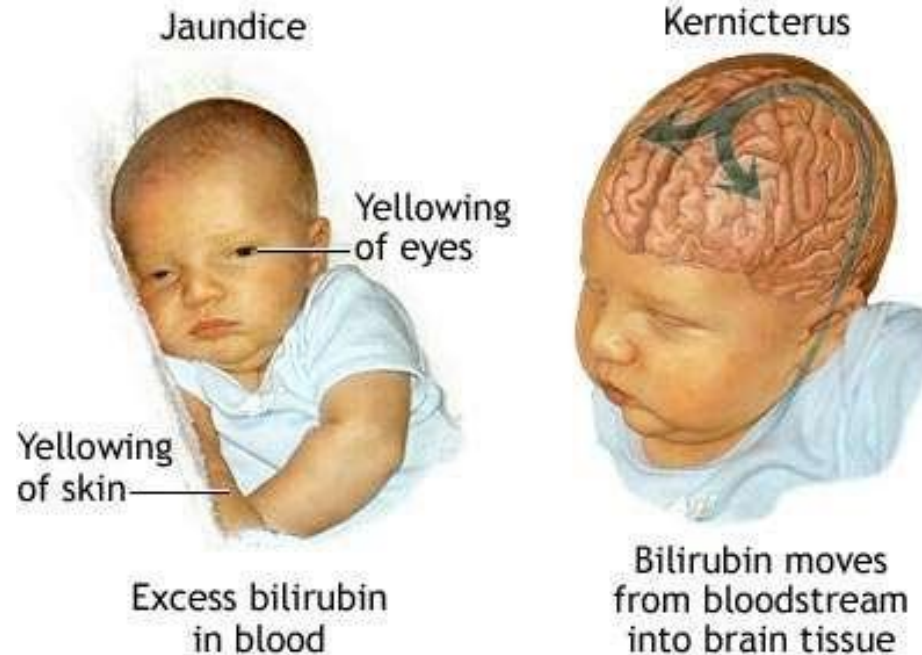 Jaundice
Yellowing
of eyes
Yellowing
of skin
Excess bilirubin
in blood
Kernicterus
Bilirubin moves
from bloodstream
into brain tissue